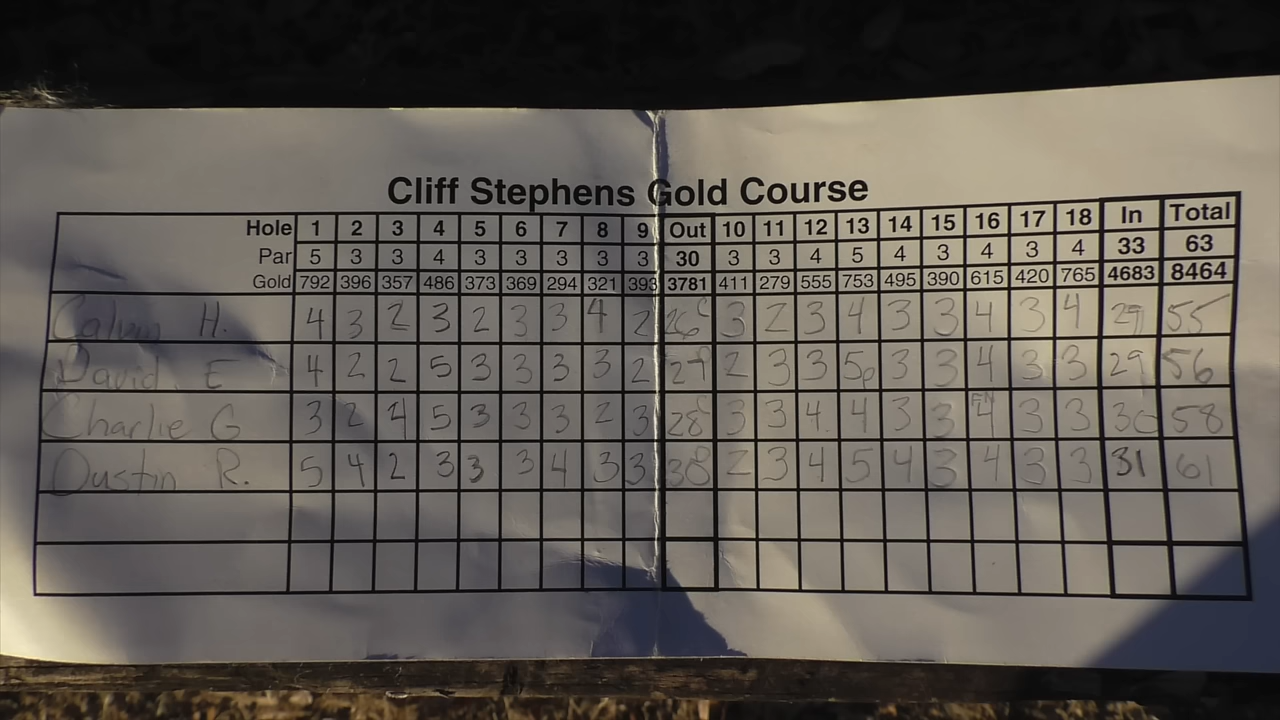 Cliff Stephens Gold Course
Hole 1 2 3 4 5 6 7 8 9 Out 10 11 12 13 14 15 16 17 18 In Total
Par 5 3 3 4 3 3 3 3 3 30 3 3 4 5 4 3 4 3 4 33 63
Gold 792 396 357 486 373 369 294 321 393 3781 411 279 555 753 495 390 615 420 765 4683 8464
Calvin H. 4 3 2 3 2 3 3 4 2 26 3 2 3 4 3 3 4 3 4 29 55
David E 4 2 2 5 3 3 3 3 2 27 2 3 3 5p 3 3 4 3 3 29 56
Charlie G 3 2 4 5 3 3 3 2 3 28 3 3 4. 4 3 3 FN 4 3 3 30 58
Dustin R. 5 4 2 3 3 3 4 3 3 30 2 3 4 5 4 3 4 3 3 31 61